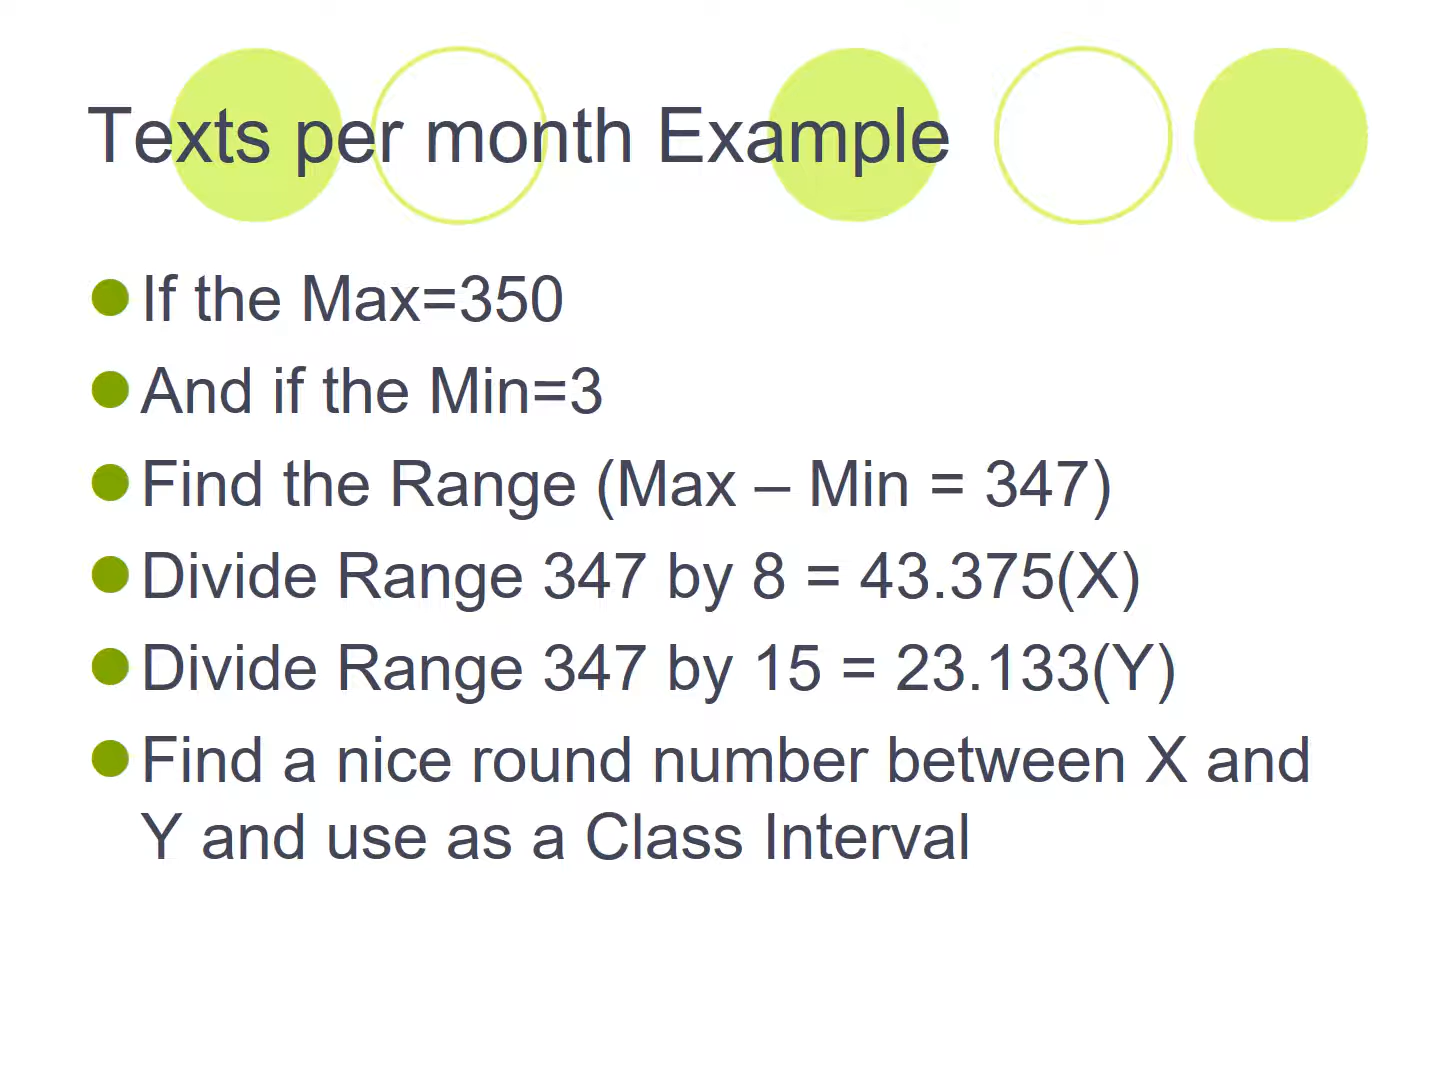 Texts per month Example
If the Max=350
And if the Min=3
Find the Range (Max – Min = 347)
Divide Range 347 by 8 = 43.375(X)
Divide Range 347 by 15 = 23.133(Y)
Find a nice round number between X and
Y and use as a Class Interval